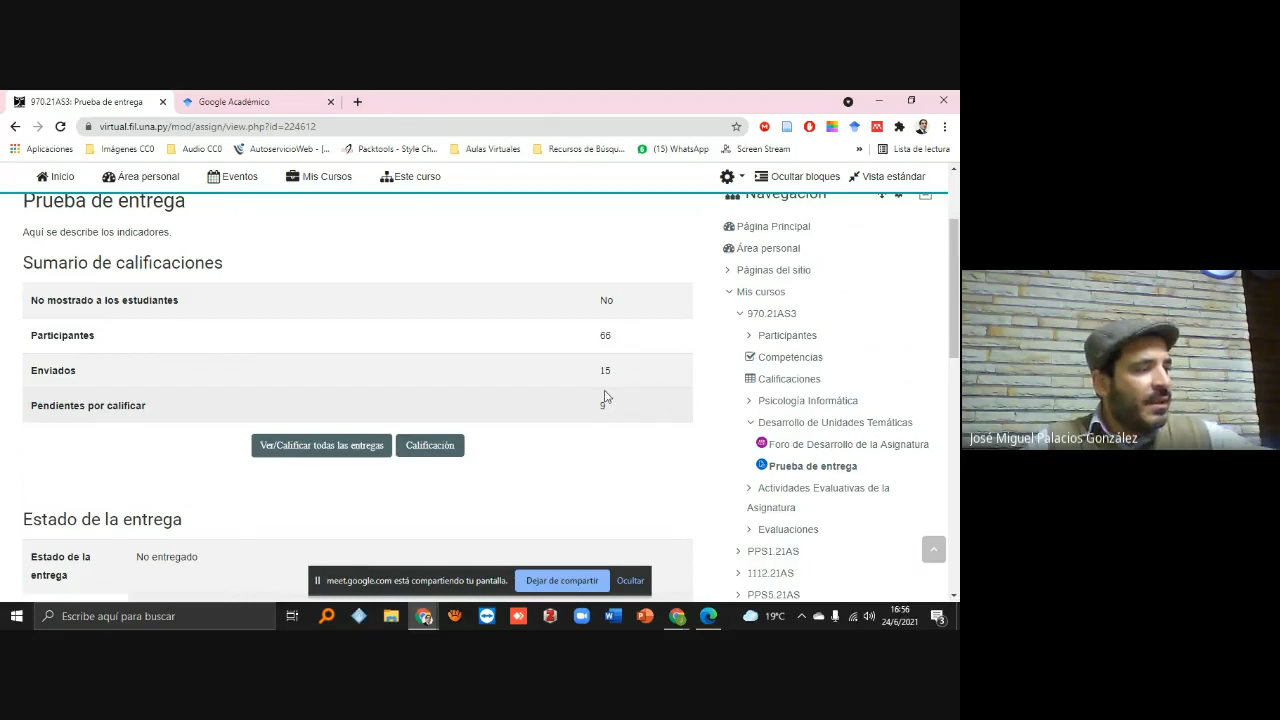 970.21AS3: Prueba de entrega
Google Académico
virtual.fil.una.py/mod/assign/view.php?id=224612
Aplicaciones
Imágenes CC0
Audio CC0
AutoservicioWeb - [...
Packtools - Style Ch...
Aulas Virtuales
Recursos de Búsqu...
6
(15) WhatsApp
Screen Stream
»
Lista de lectura
Inicio
Área personal
Eventos
Mis Cursos
Este curso
Ocultar bloques
Vista estándar
Prueba de entrega
Aquí se describe los indicadores.
Sumario de calificaciones
No mostrado a los estudiantes No
Participantes 66
Enviados 15
Pendientes por calificar 9
Ver/Calificar todas las entregas
Calificación
Estado de la entrega
Estado de la
entrega
No entregado
Navegación
Página Principal
Área personal
Páginas del sitio
Mis cursos
970.21AS3
Participantes
Competencias
Calificaciones
Psicología Informática
Desarrollo de Unidades Temáticas
Foro de Desarrollo de la Asignatura
Prueba de entrega
Actividades Evaluativas de la
Asignatura
Evaluaciones
PPS1.21AS
1112.21AS
PPS5.21AS
meet.google.com está compartiendo tu pantalla.
Dejar de compartir
Ocultar
Escribe aquí para buscar
19°C
16:56
24/6/2021
3
José Miguel Palacios González